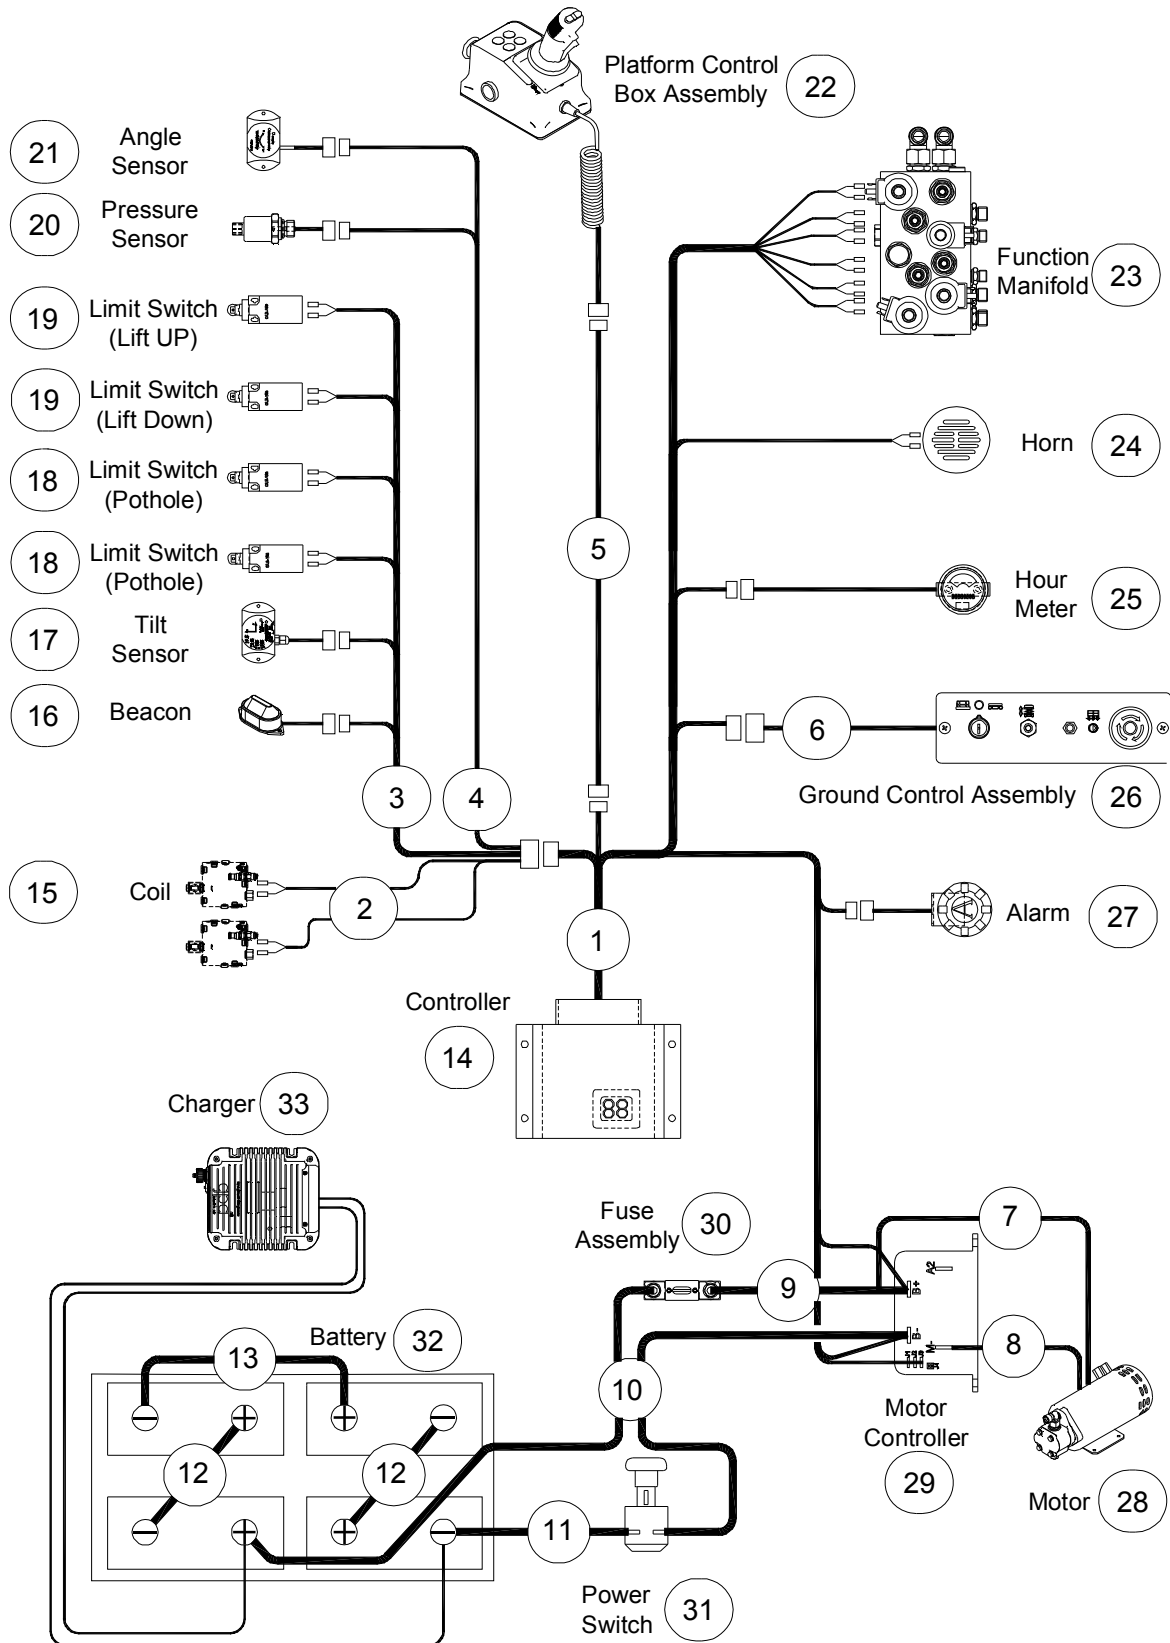 Platform Control
Box Assembly
22
21
Angle
Sensor
20
Pressure
Sensor
19
Limit Switch
(Lift UP)
19
Limit Switch
(Lift Down)
18
Limit Switch
(Pothole)
18
Limit Switch
(Pothole)
17
Tilt
Sensor
16
Beacon
Function
Manifold
23
Horn
24
5
Hour
Meter
25
6
Ground Control Assembly
26
3
4
15
Coil
2
1
Alarm
27
Controller
14
88
Charger
33
Fuse
Assembly
30
7
9
A2
B+
B-
M-
8
Battery
32
13
10
12
12
11
Motor
Controller
29
Motor
28
Power
Switch
31